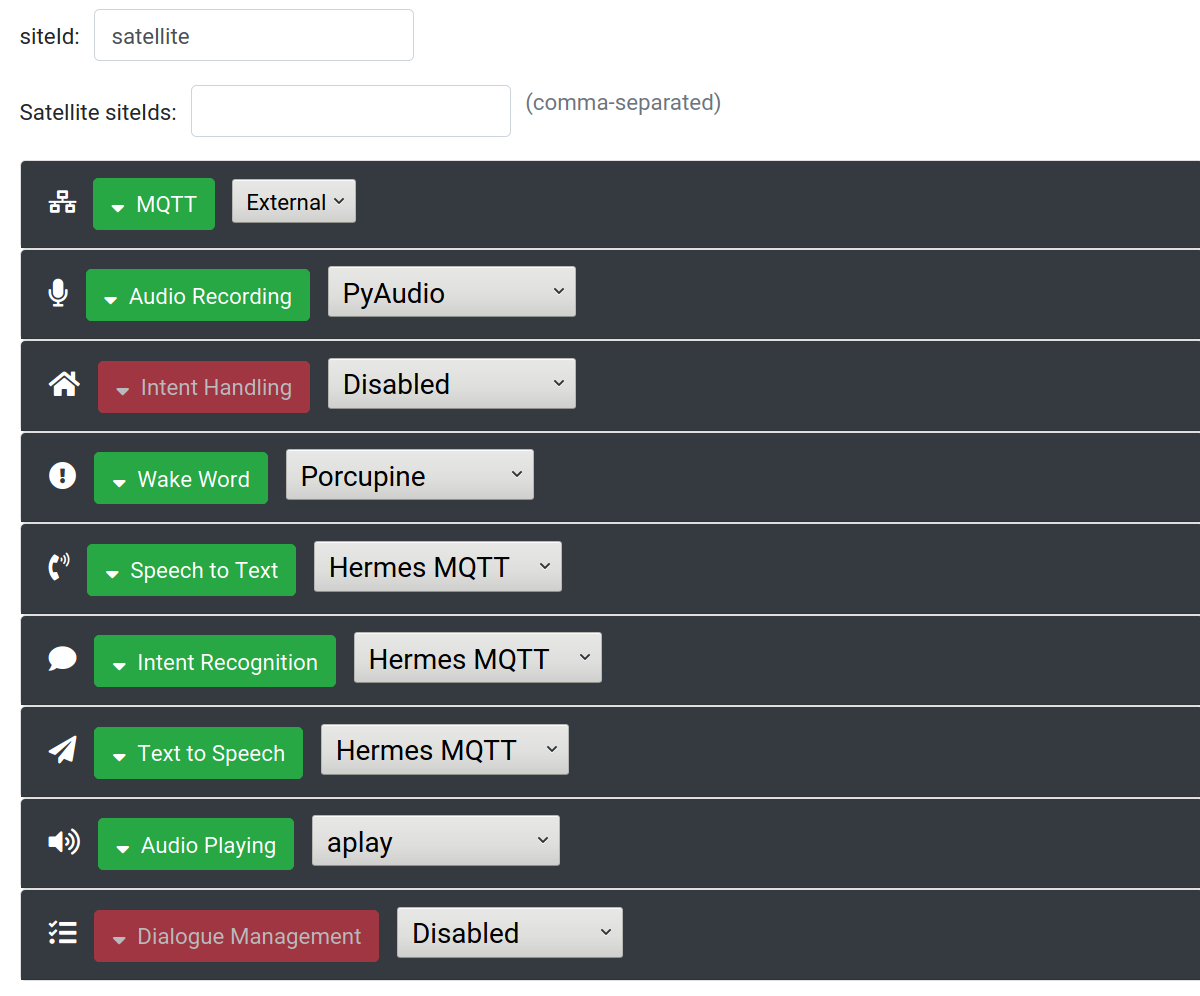 siteId: satellite
Satellite siteIds: (comma-separated)
MQTT External
Audio Recording PyAudio
Intent Handling Disabled
Wake Word Porcupine
Speech to Text Hermes MQTT
Intent Recognition Hermes MQTT
Text to Speech Hermes MQTT
Audio Playing aplay
Dialogue Management Disabled